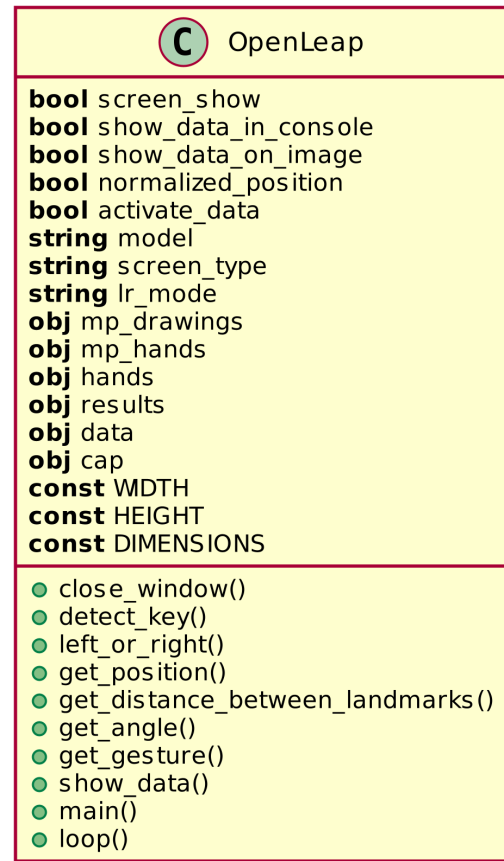 C OpenLeap
bool screen_show
bool show_data_in_console
bool show_data_on_image
bool normalized_position
bool activate_data
string model
string screen_type
string lr_mode
obj mp_drawings
obj mp_hands
obj hands
obj results
obj data
obj cap
const WIDTH
const HEIGHT
const DIMENSIONS
close_window()
detect_key()
left_or_right()
get_position()
get_distance_between_landmarks()
get_angle()
get_gesture()
show_data()
main()
loop()